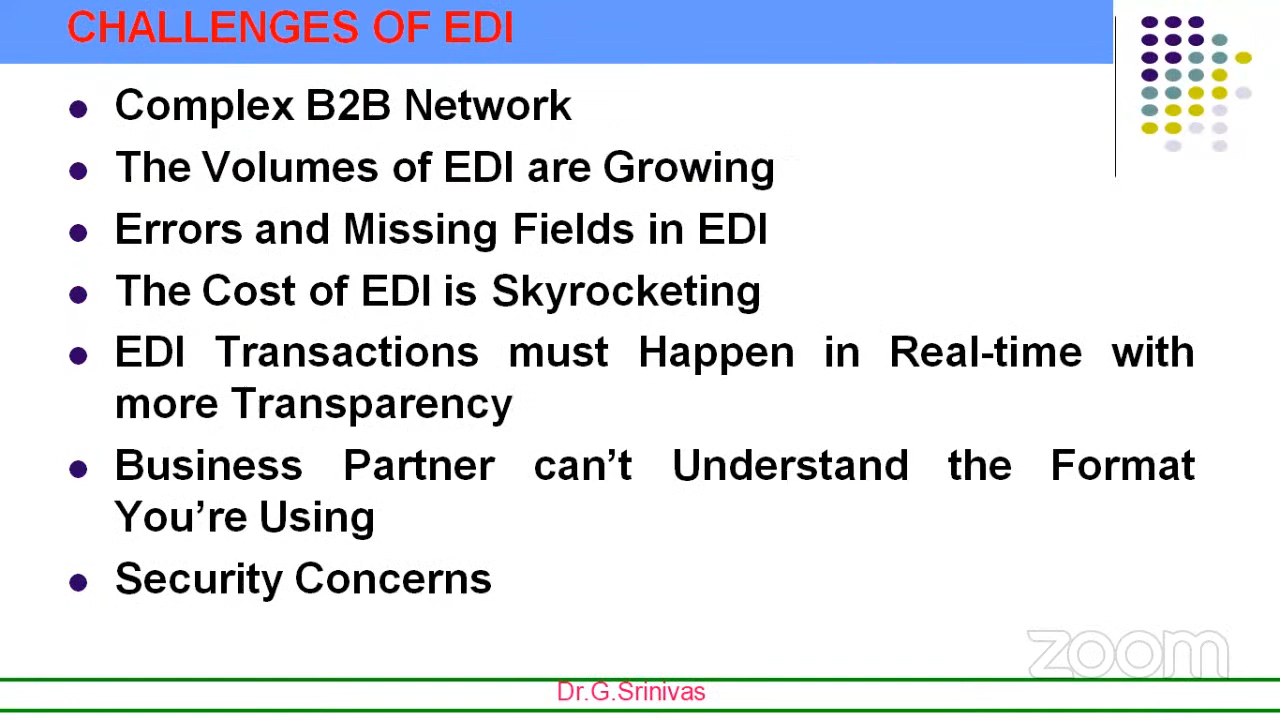 CHALLENGES OF EDI
Complex B2B Network
The Volumes of EDI are Growing
Errors and Missing Fields in EDI
The Cost of EDI is Skyrocketing
EDI Transactions must Happen in Real-time with
more Transparency
Business Partner can’t Understand the Format
You’re Using
Security Concerns
zoom
Dr.G.Srinivas